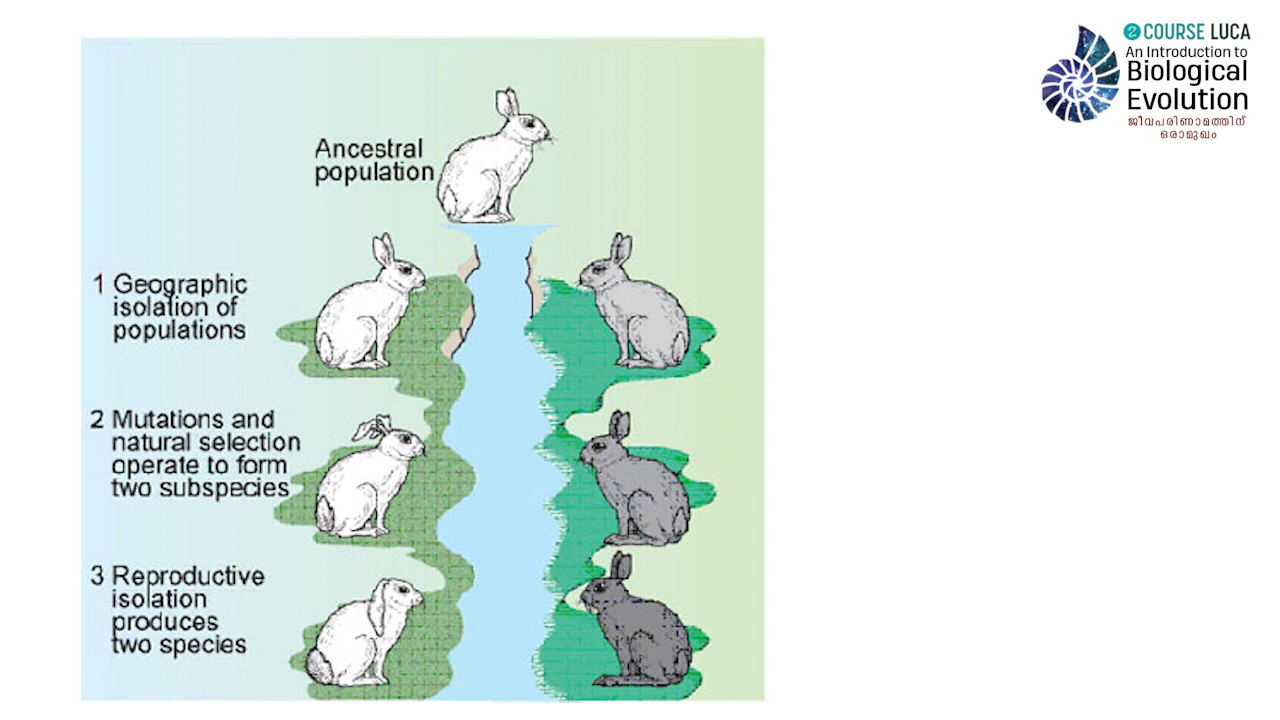 COURSE LUCA
An Introduction to
Biological
Evolution
ജീവപരിണാമത്തിന്
ഒരാമുഖം
Ancestral
population
1 Geographic
isolation of
populations
2 Mutations and
natural selection
operate to form
two subspecies
3 Reproductive
isolation
produces
two species